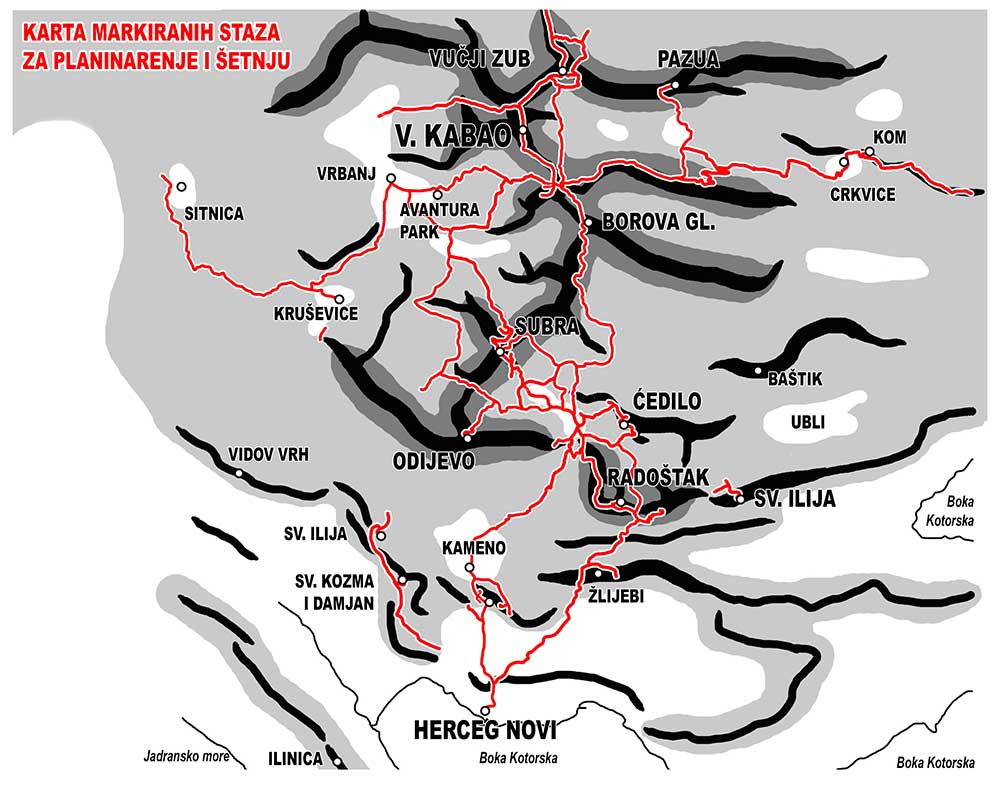 KARTA MARKIRANIH STAZA
ZA PLANINARENJE I ŠETNJU
VUČJI ZUB
PAZUA
V. KABAO
KOM
VRBANJ
CRKVICE
SITNICA
AVANTURA
PARK
BOROVA GL.
KRUŠEVICE
SUBRA
BAŠTIK
ĆEDILO
UBLI
ODIJEVO
VIDOV VRH
RADOŠTAK
SV. ILIJA
Boka
Kotorska
SV. ILIJA
KAMENO
SV. KOZMA
I DAMJAN
ŽLIJEBI
HERCEG NOVI
Jadransko more
ILINICA
Boka Kotorska
Boka Kotorska